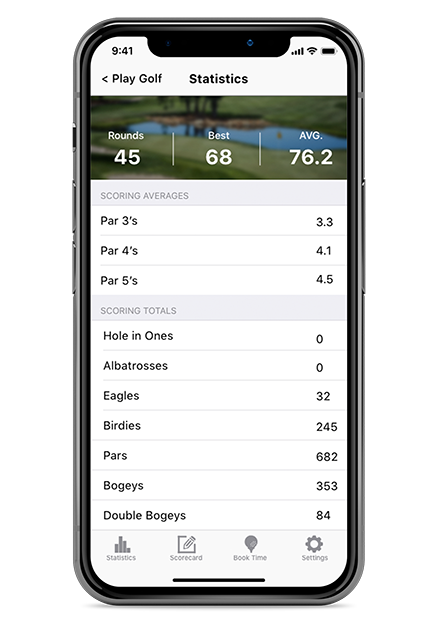 9:41
< Play Golf Statistics
Rounds Best AVG.
45 68 76.2
SCORING AVERAGES
Par 3's 3.3
Par 4's 4.1
Par 5's 4.5
SCORING TOTALS
Hole in Ones 0
Albatrosses 0
Eagles 32
Birdies 245
Pars 682
Bogeys 353
Double Bogeys 84
Statistics Scorecard Book Time Settings